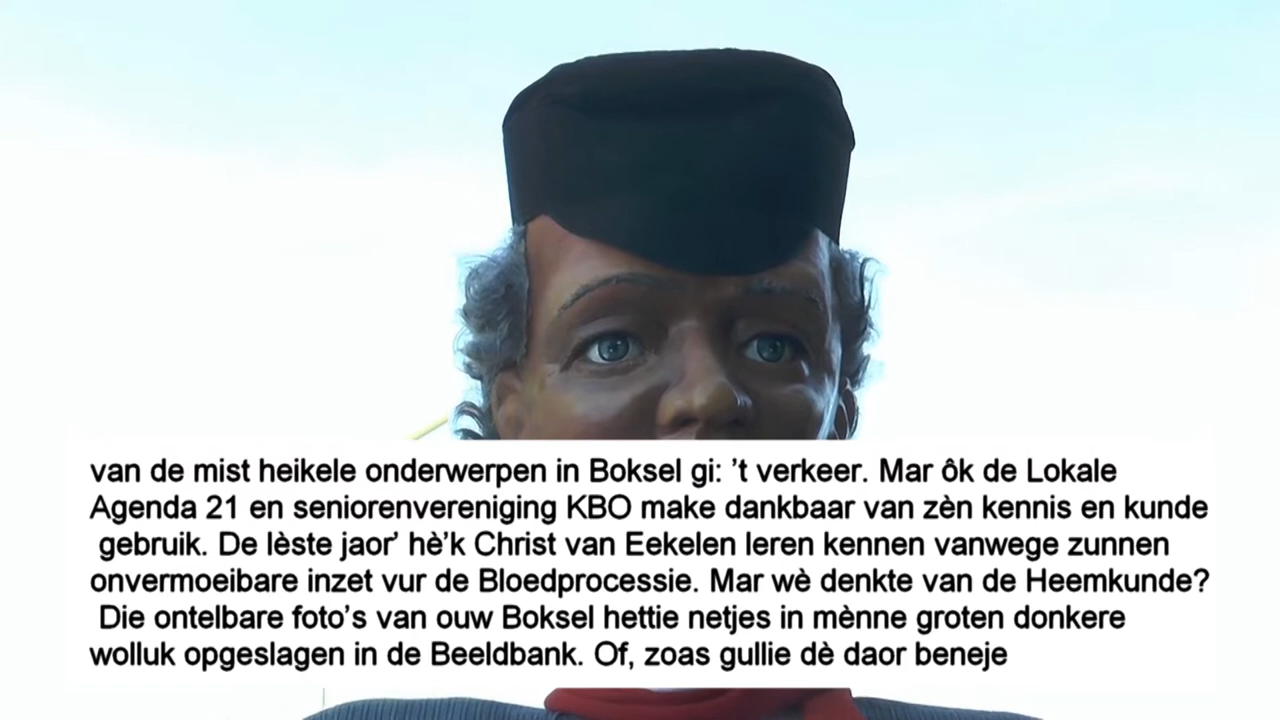 van de mist heikele onderwerpen in Boksel gi: ’t verkeer. Mar ôk de Lokale
Agenda 21 en seniorenvereniging KBO make dankbaar van zèn kennis en kunde
gebruik. De lèste jaor’ hè’k Christ van Eekelen leren kennen vanwege zunnen
onvermoeibare inzet vur de Bloedprocessie. Mar wè denkte van de Heemkunde?
Die ontelbare foto’s van ouw Boksel hettie netjes in mènne groten donkere
wolluk opgeslagen in de Beeldbank. Of, zoas gullie dè daor beneje